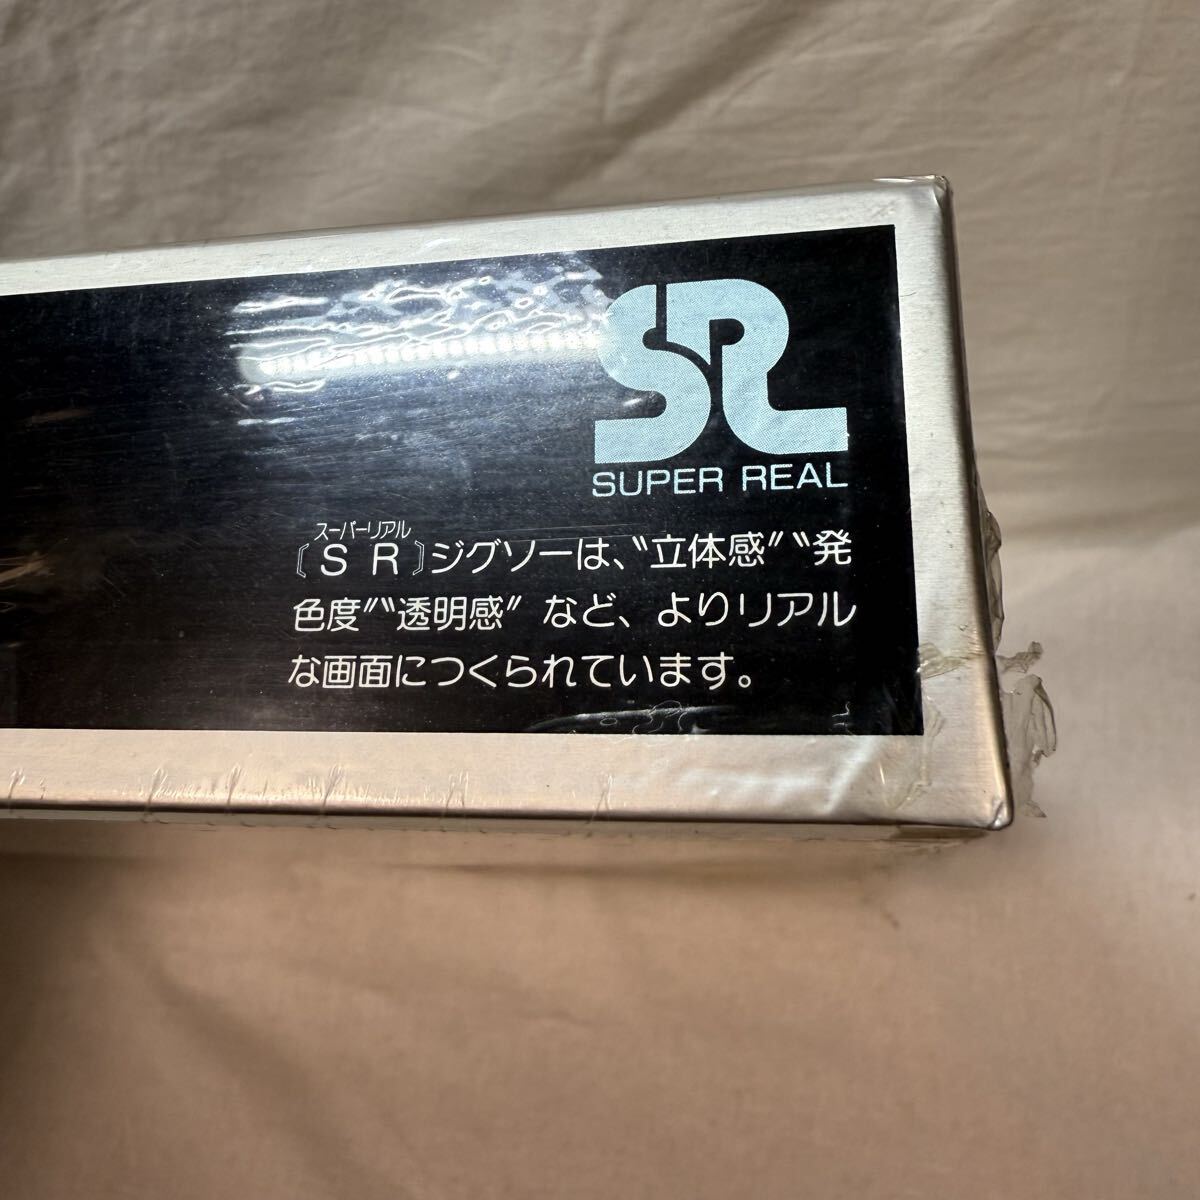 SR
SUPER REAL
スーパーリアル
〔SR〕ジグソーは、〝立体感〞〝発
色度〞〝透明感〞など、よりリアル
な画面につくられています。